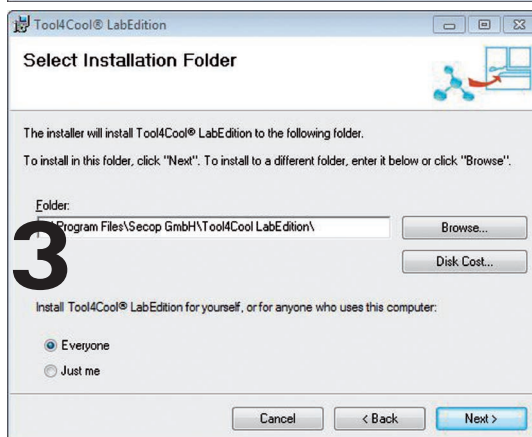 Tool4Cool® LabEdition
Select Installation Folder
The installer will install Tool4Cool® LabEdition to the following folder.
To install in this folder, click "Next". To install to a different folder, enter it below or click "Browse".
Folder:
Program Files\Secop GmbH\Tool4Cool LabEdition\
Browse...
3
Disk Cost...
Install Tool4Cool® LabEdition for yourself, or for anyone who uses this computer:
Everyone
Just me
Cancel
< Back
Next >